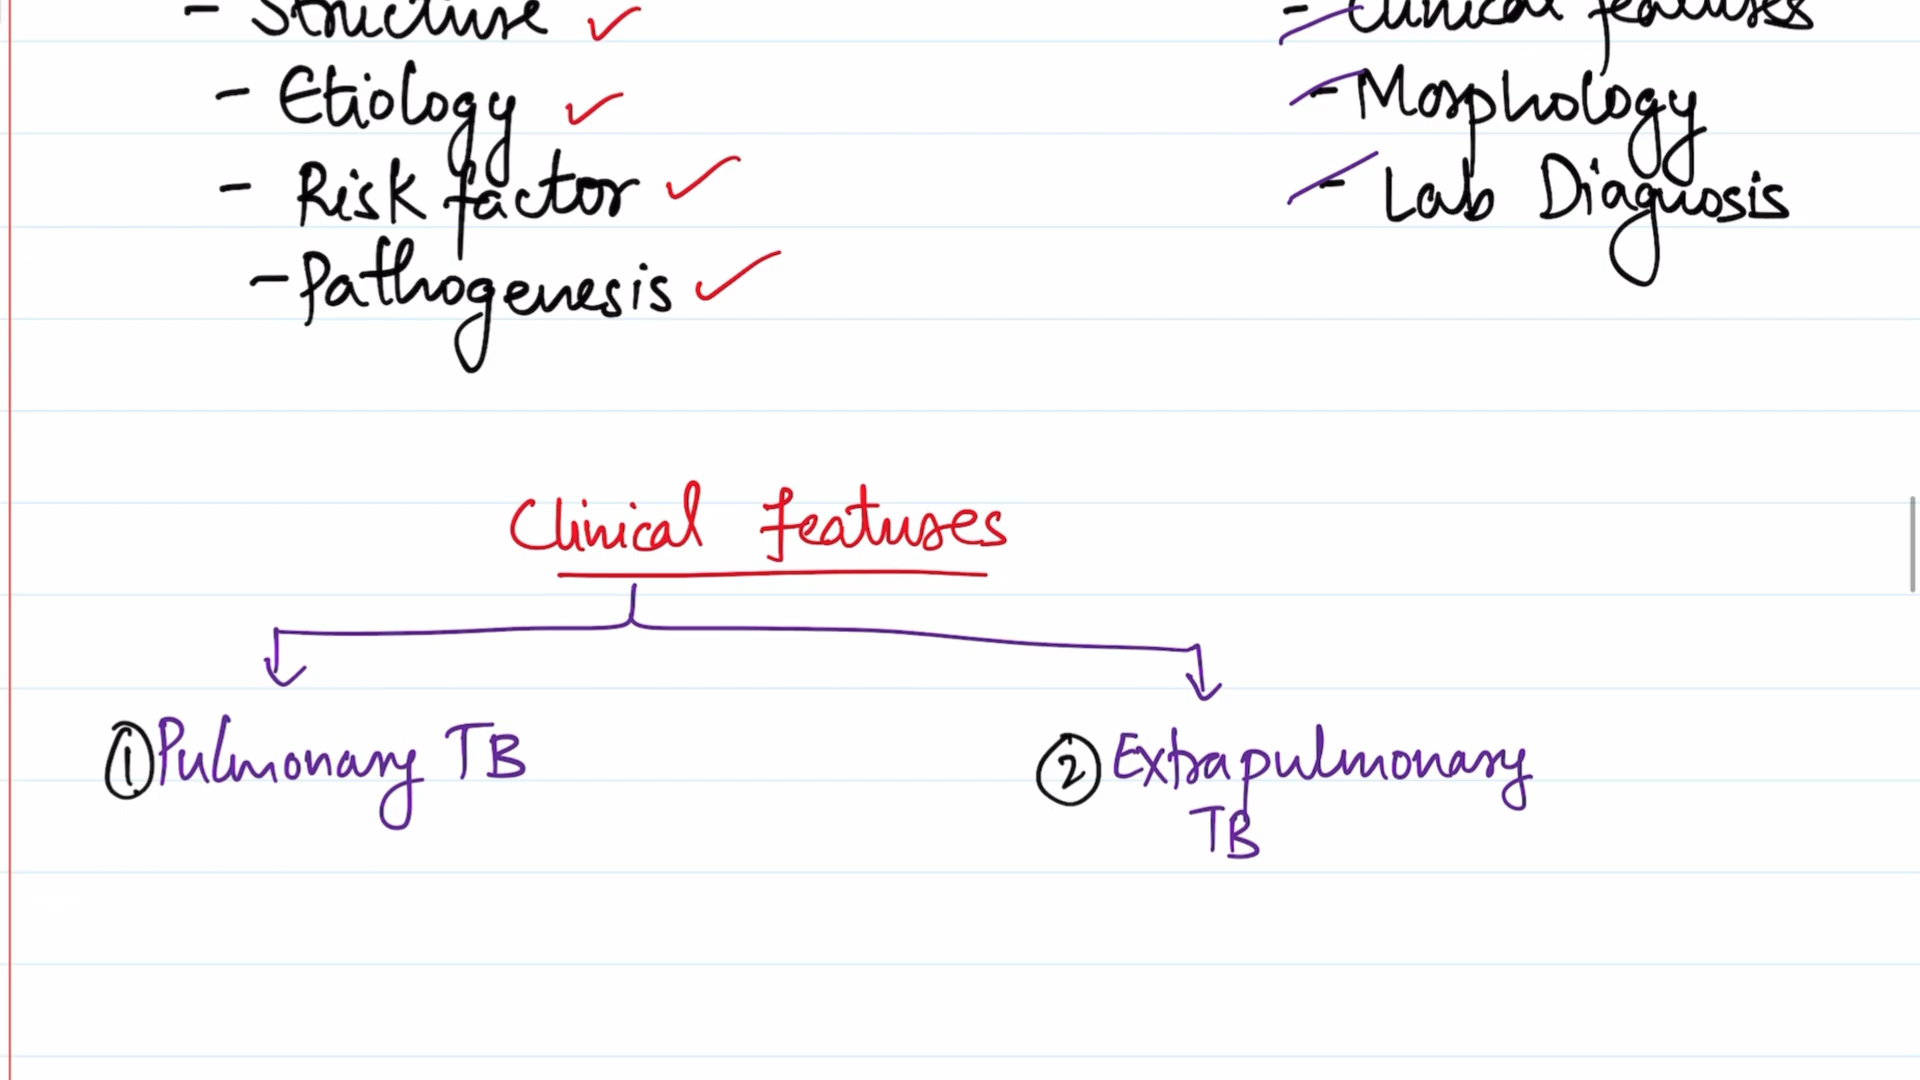 - Structure ✓
- Etiology ✓
- Risk factor ✓
- Pathogenesis ✓
- Clinical features
- Morphology
- Lab Diagnosis
Clinical features
① Pulmonary TB
② Extrapulmonary
TB